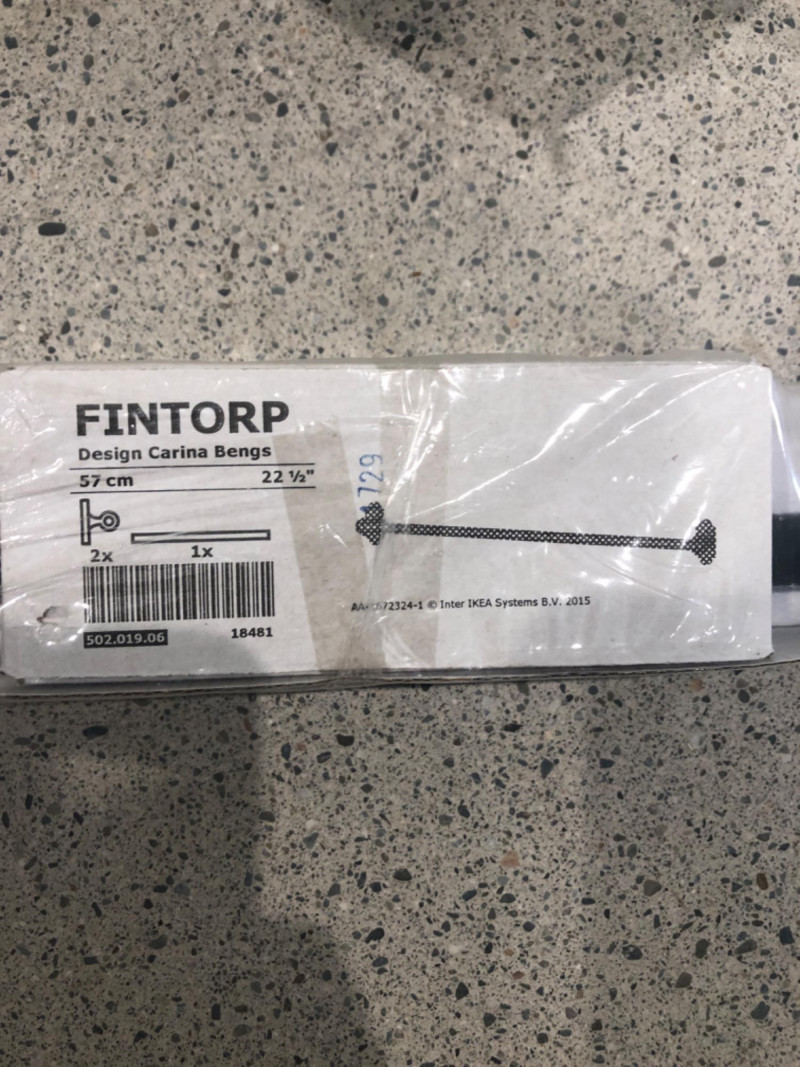 FINTORP
Design Carina Bengs
57 cm 22 ½"
2x 1x
502.019.06 18481
729
© Inter IKEA Systems B.V. 2015